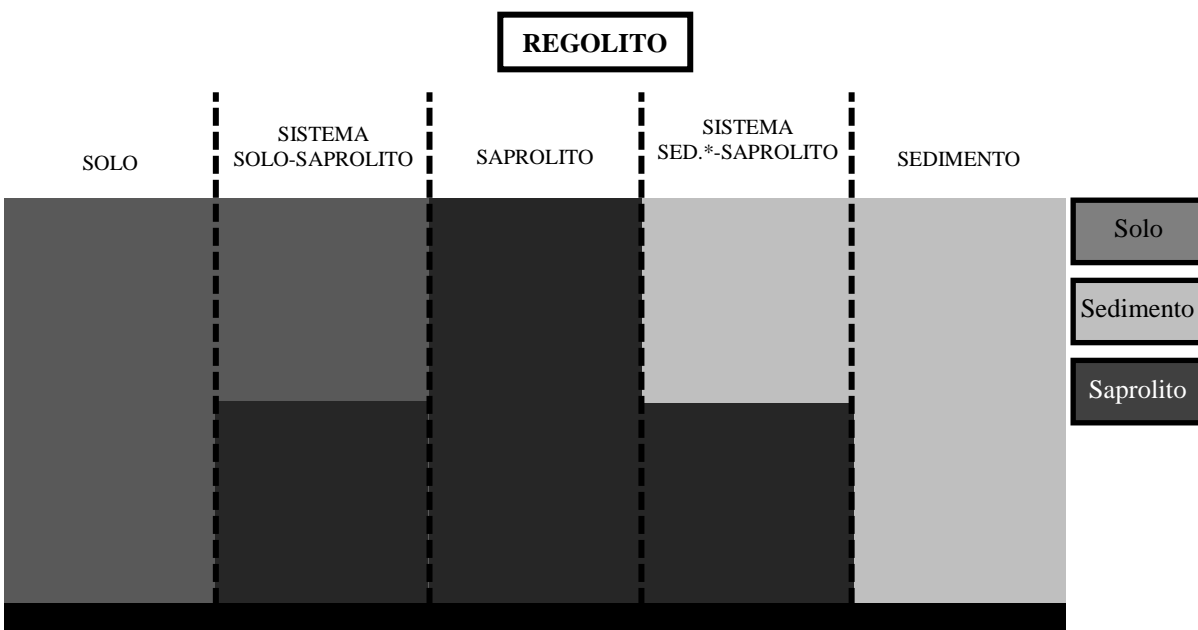 REGOLITO
SOLO
SISTEMA
SOLO-SAPROLITO
SAPROLITO
SISTEMA
SED.*-SAPROLITO
SEDIMENTO
Solo
Sedimento
Saprolito